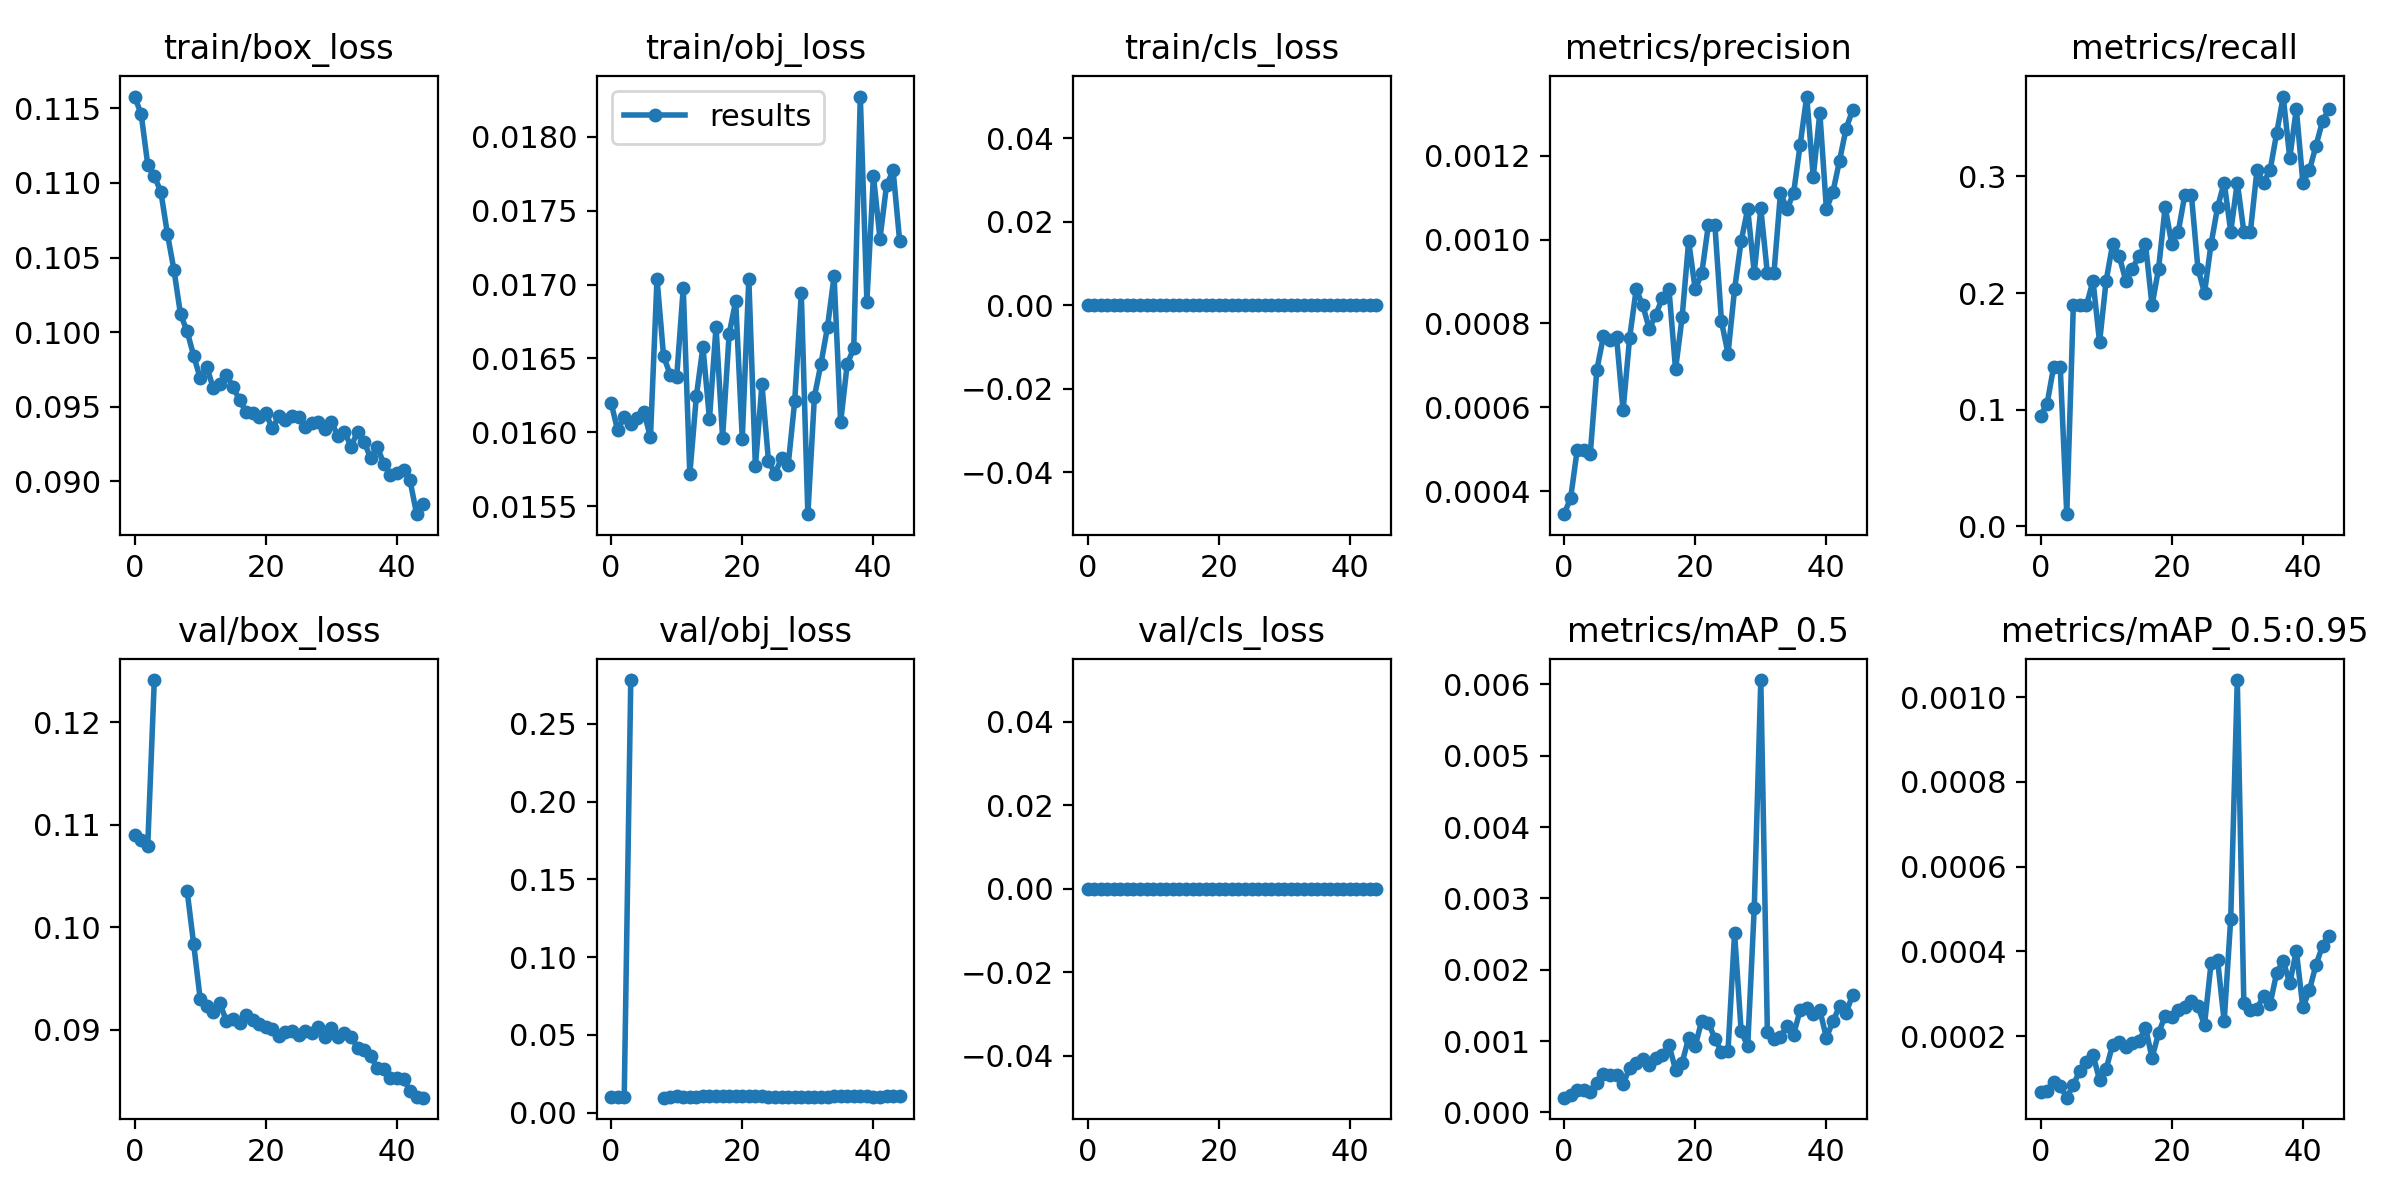 train/box_loss
train/obj_loss
train/cls_loss
metrics/precision
metrics/recall
0.115
0.110
0.105
0.100
0.095
0.090
0 20 40
results
0.0180
0.0175
0.0170
0.0165
0.0160
0.0155
0 20 40
0.04
0.02
0.00
−0.02
−0.04
0 20 40
0.0012
0.0010
0.0008
0.0006
0.0004
0 20 40
0.3
0.2
0.1
0.0
0 20 40
val/box_loss
val/obj_loss
val/cls_loss
metrics/mAP_0.5
metrics/mAP_0.5:0.95
0.12
0.11
0.10
0.09
0 20 40
0.25
0.20
0.15
0.10
0.05
0.00
0 20 40
0.04
0.02
0.00
−0.02
−0.04
0 20 40
0.006
0.005
0.004
0.003
0.002
0.001
0.000
0 20 40
0.0010
0.0008
0.0006
0.0004
0.0002
0 20 40